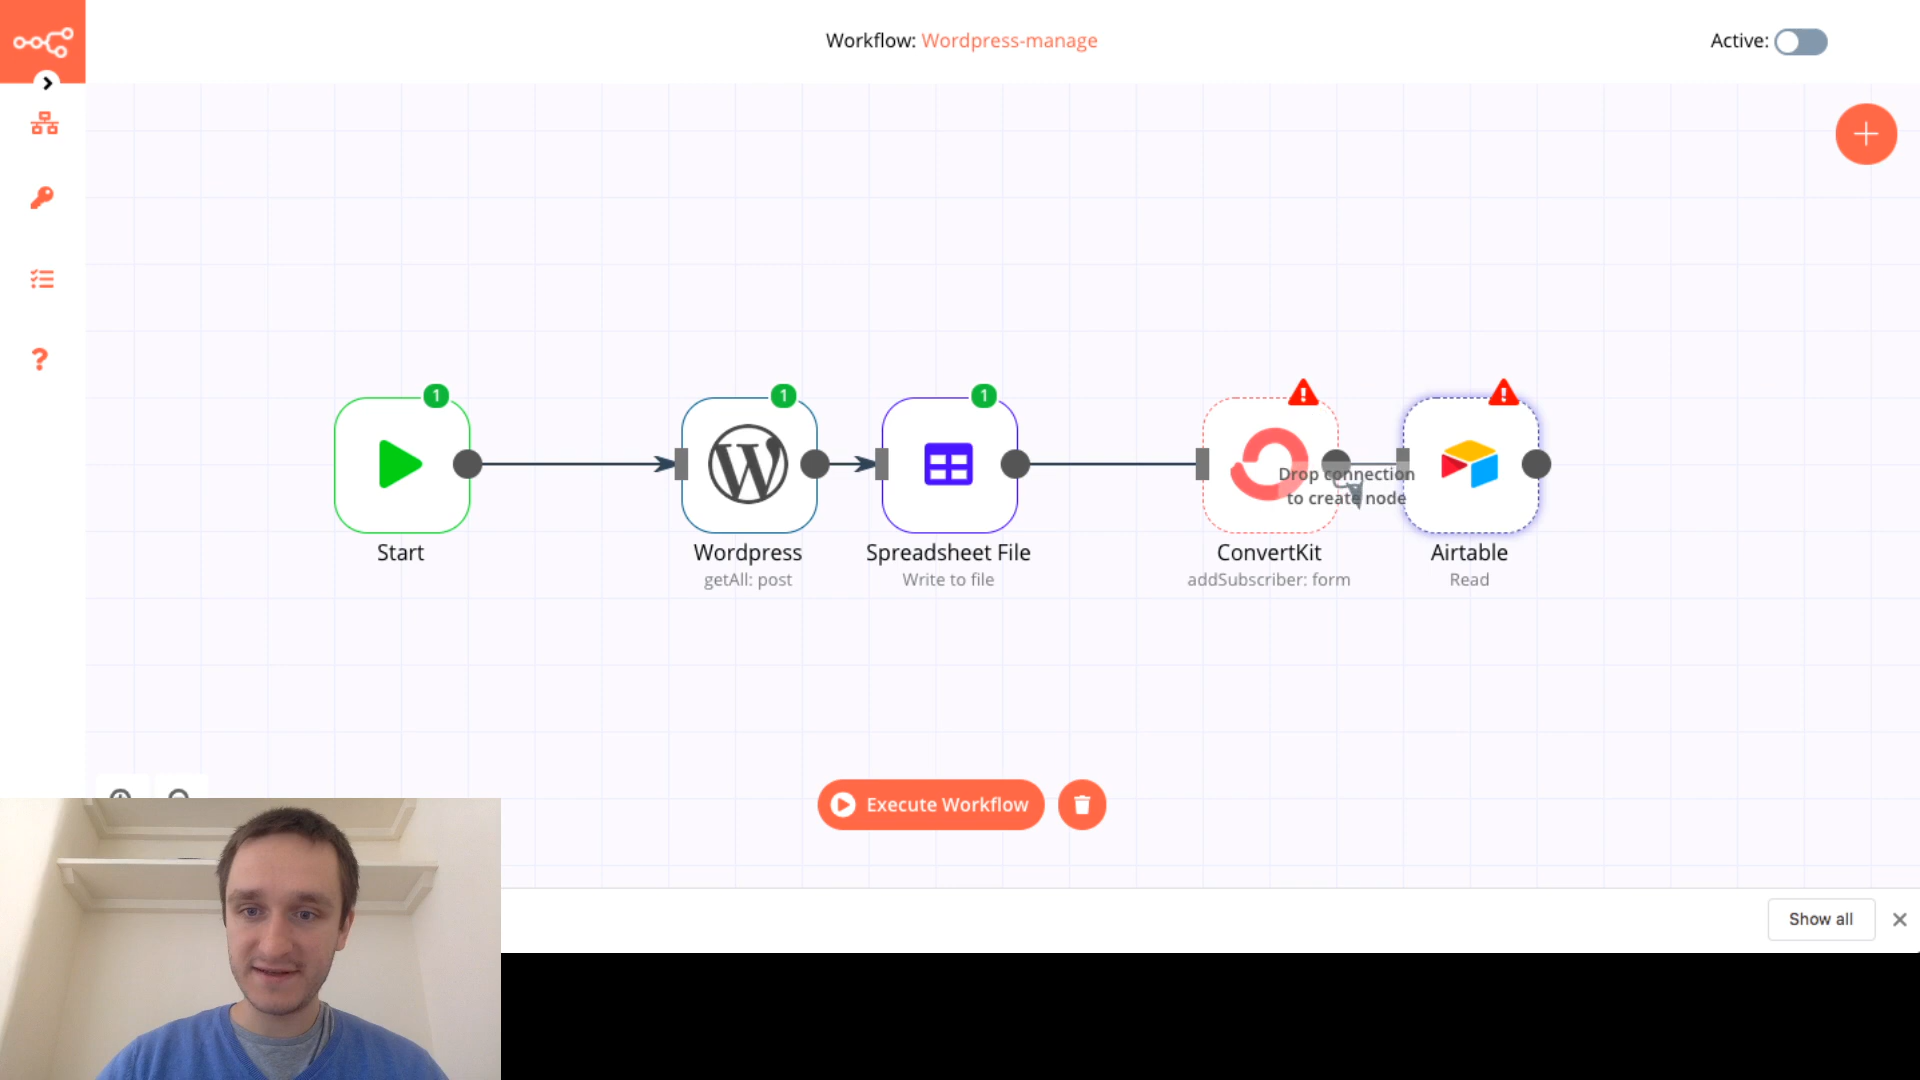 Workflow: Wordpress-manage
Active:
1
1
1
Drop connection
to create node
Start
Wordpress
Spreadsheet File
ConvertKit
Airtable
getAll: post
Write to file
addSubscriber: form
Read
Execute Workflow
Show all